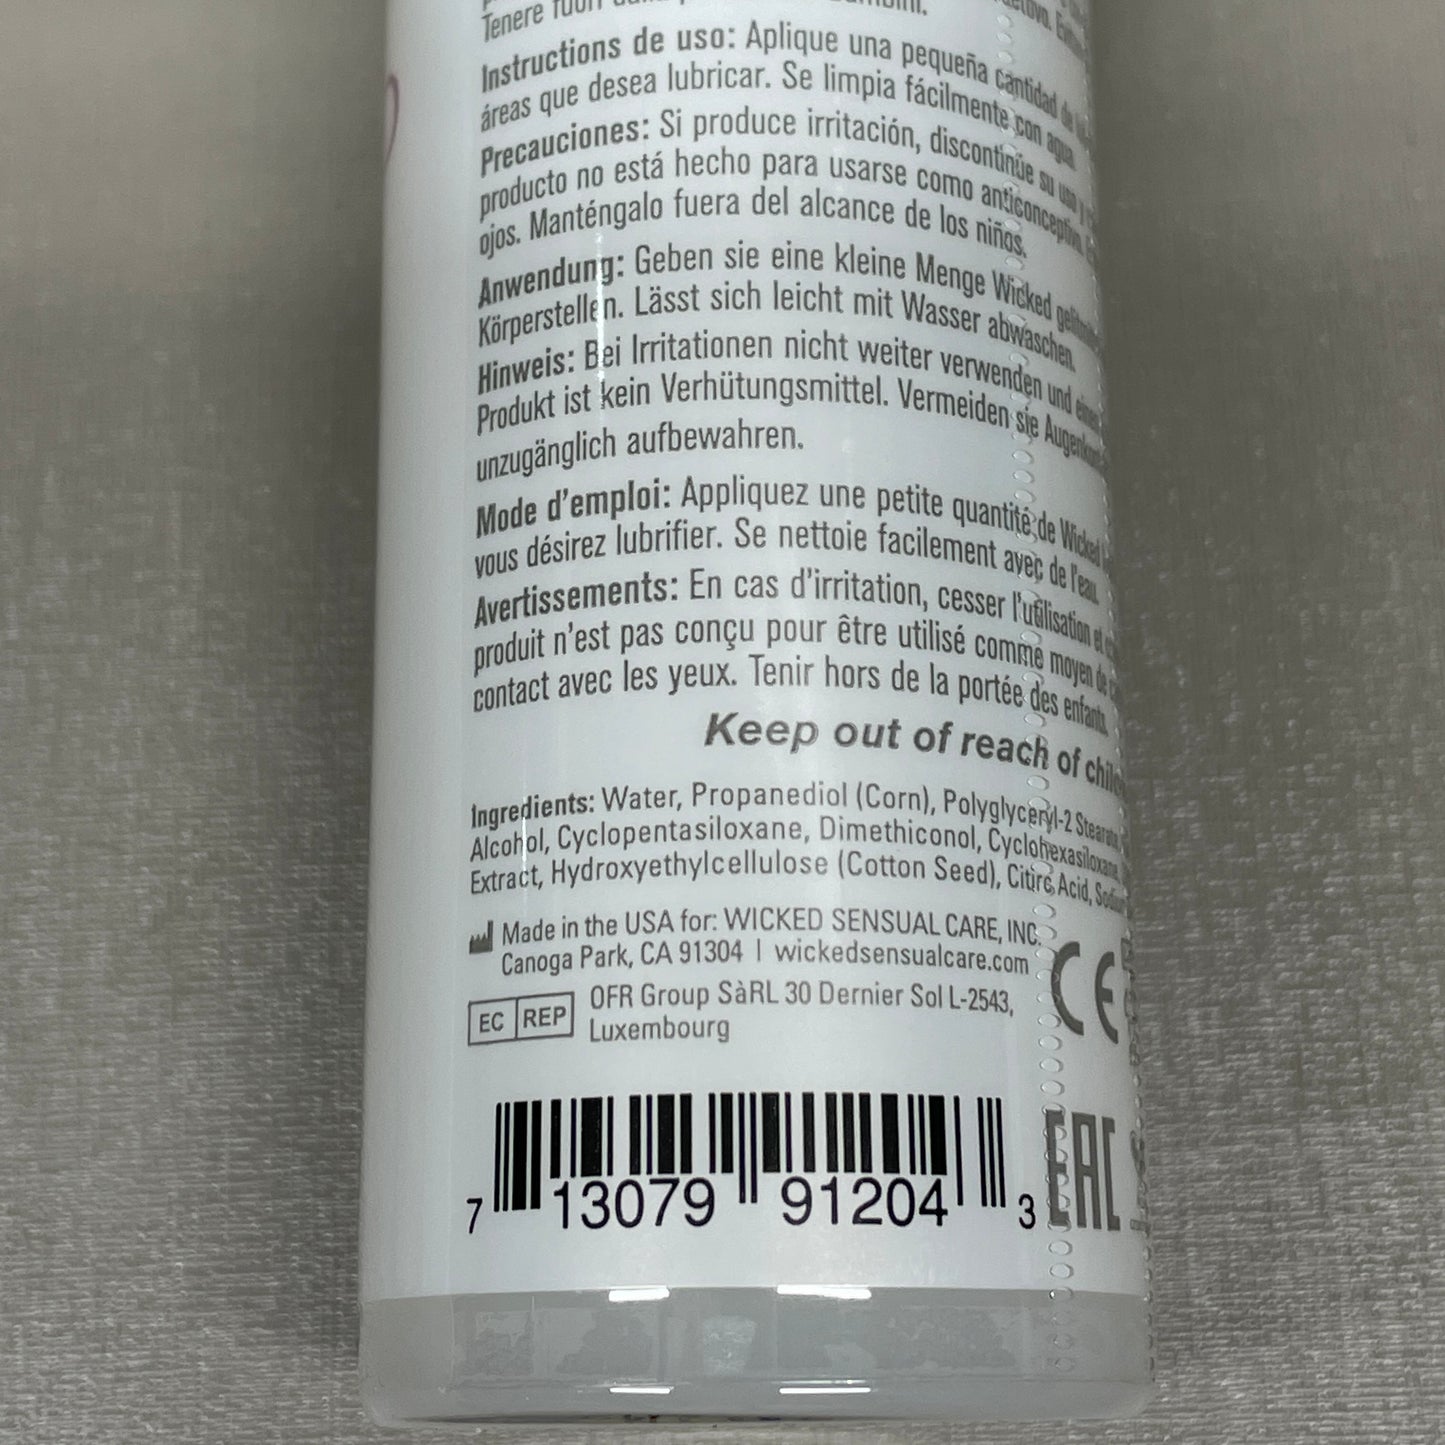 Tenere fuori
Instructions de uso: Aplique una pequeña cantidad de
áreas que desea lubricar. Se limpia fácilmente con agua
Precauciones: Si produce irritación, discontinúe su uso y
producto no está hecho para usarse como anticonceptivo.
ojos. Manténgalo fuera del alcance de los niños.
Anwendung: Geben sie eine kleine Menge Wicked
Körperstellen. Lässt sich leicht mit Wasser abwaschen.
Hinweis: Bei Irritationen nicht weiter verwenden und einen
Produkt ist kein Verhütungsmittel. Vermeiden sie
unzugänglich aufbewahren.
Mode d'emploi: Appliquez une petite quantité de Wicked
vous désirez lubrifier. Se nettoie facilement avec de l'eau.
Avertissements: En cas d'irritation, cesser l'utilisation et
produit n'est pas conçu pour être utilisé comme moyen de
contact avec les yeux. Tenir hors de la portée des enfants.
Keep out of reach of
Ingredients: Water, Propanediol (Corn), Polyglyceryl-2
Alcohol, Cyclopentasiloxane, Dimethiconol, Cyclohexasiloxane,
Extract, Hydroxyethylcellulose (Cotton Seed), Citirc Acid,
Made in the USA for: WICKED SENSUAL CARE, INC.
Canoga Park, CA 91304 | wickedsensualcare.com
CE
EC REP
OFR Group SàRL 30 Dernier Sol L-2543,
Luxembourg
7 13079 91204 3
EAC